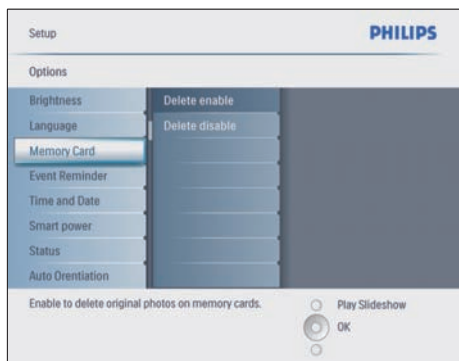 Setup
PHILIPS
Options
Brightness
Delete enable
Language
Delete disable
Memory Card
Event Reminder
Time and Date
Smart power
Status
Auto Orentiation
Enable to delete original photos on memory cards.
Play Slideshow
OK